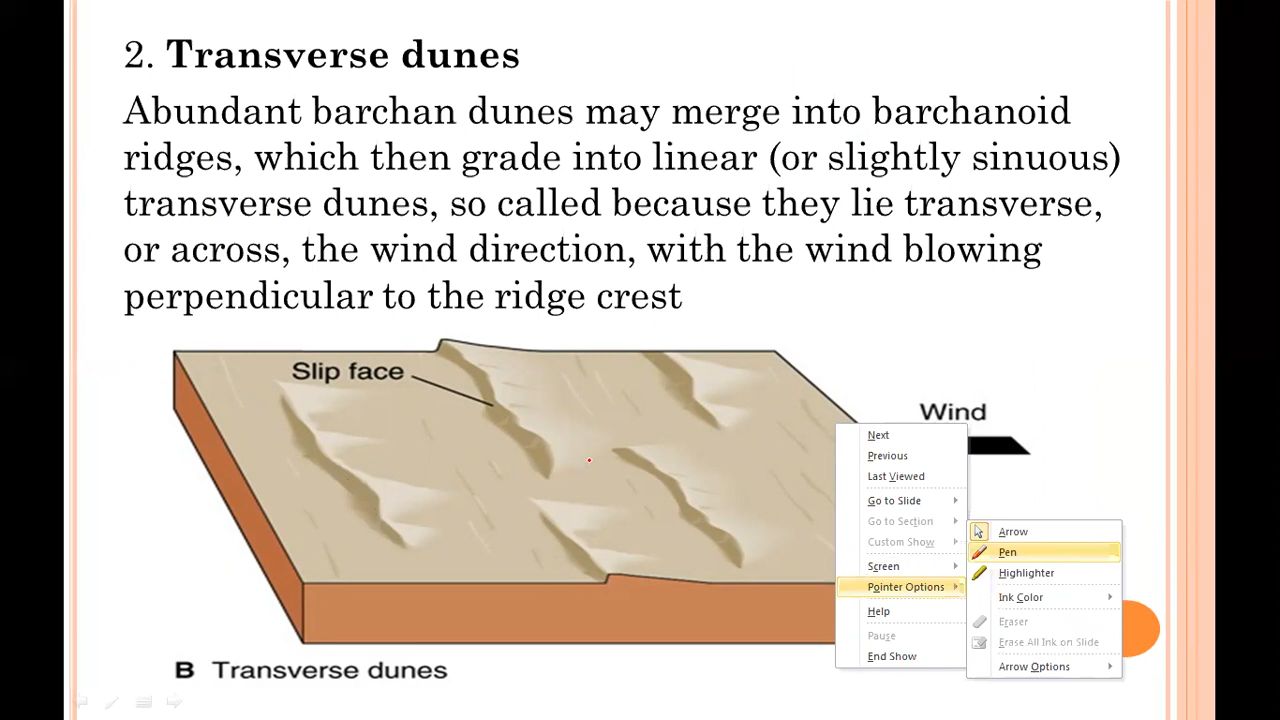 2. Transverse dunes
Abundant barchan dunes may merge into barchanoid
ridges, which then grade into linear (or slightly sinuous)
transverse dunes, so called because they lie transverse,
or across, the wind direction, with the wind blowing
perpendicular to the ridge crest
Slip face
Wind
B Transverse dunes
Next
Previous
Last Viewed
Go to Slide
Go to Section
Custom Show
Screen
Pointer Options
Help
Pause
End Show
Arrow
Pen
Highlighter
Ink Color
Eraser
Erase All Ink on Slide
Arrow Options